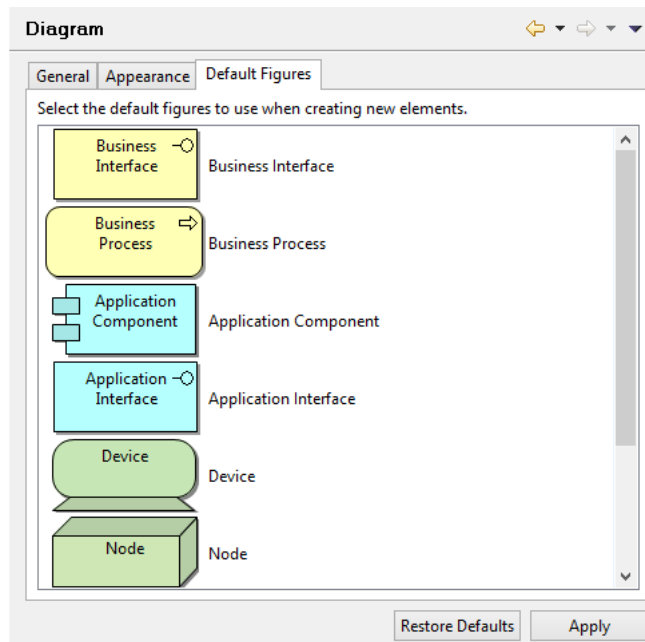 Diagram
General Appearance Default Figures
Select the default figures to use when creating new elements.
Business
Interface
Business Interface
Business
Process
Business Process
Application
Component
Application Component
Application
Interface
Application Interface
Device
Device
Node
Node
Restore Defaults Apply